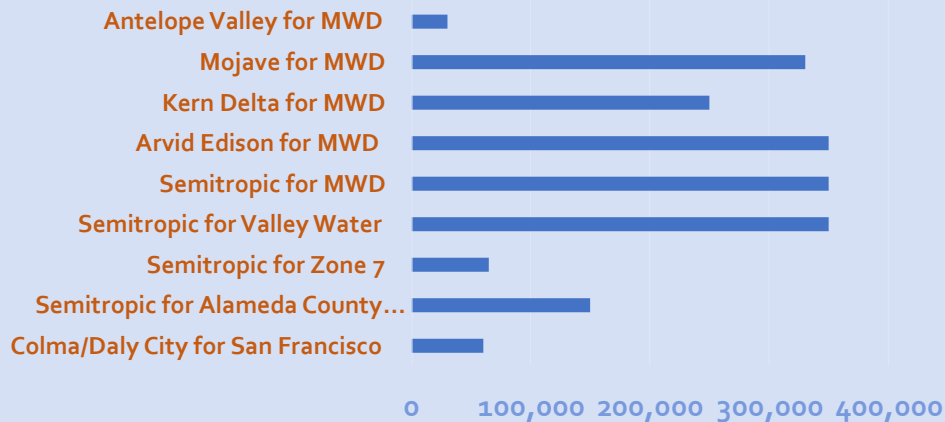 Antelope Valley for MWD
Mojave for MWD
Kern Delta for MWD
Arvid Edison for MWD
Semitropic for MWD
Semitropic for Valley Water
Semitropic for Zone 7
Semitropic for Alameda County...
Colma/Daly City for San Francisco
0 100,000 200,000 300,000 400,000